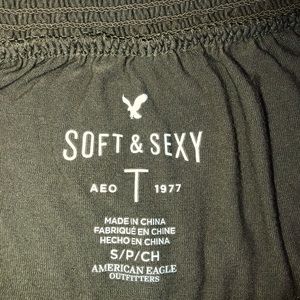 SOFT & SEXY
T
AEO 1977
MADE IN CHINA
FABRIQUÉ EN CHINE
HECHO EN CHINA
S/P/CH
AMERICAN EAGLE
OUTFITTERS